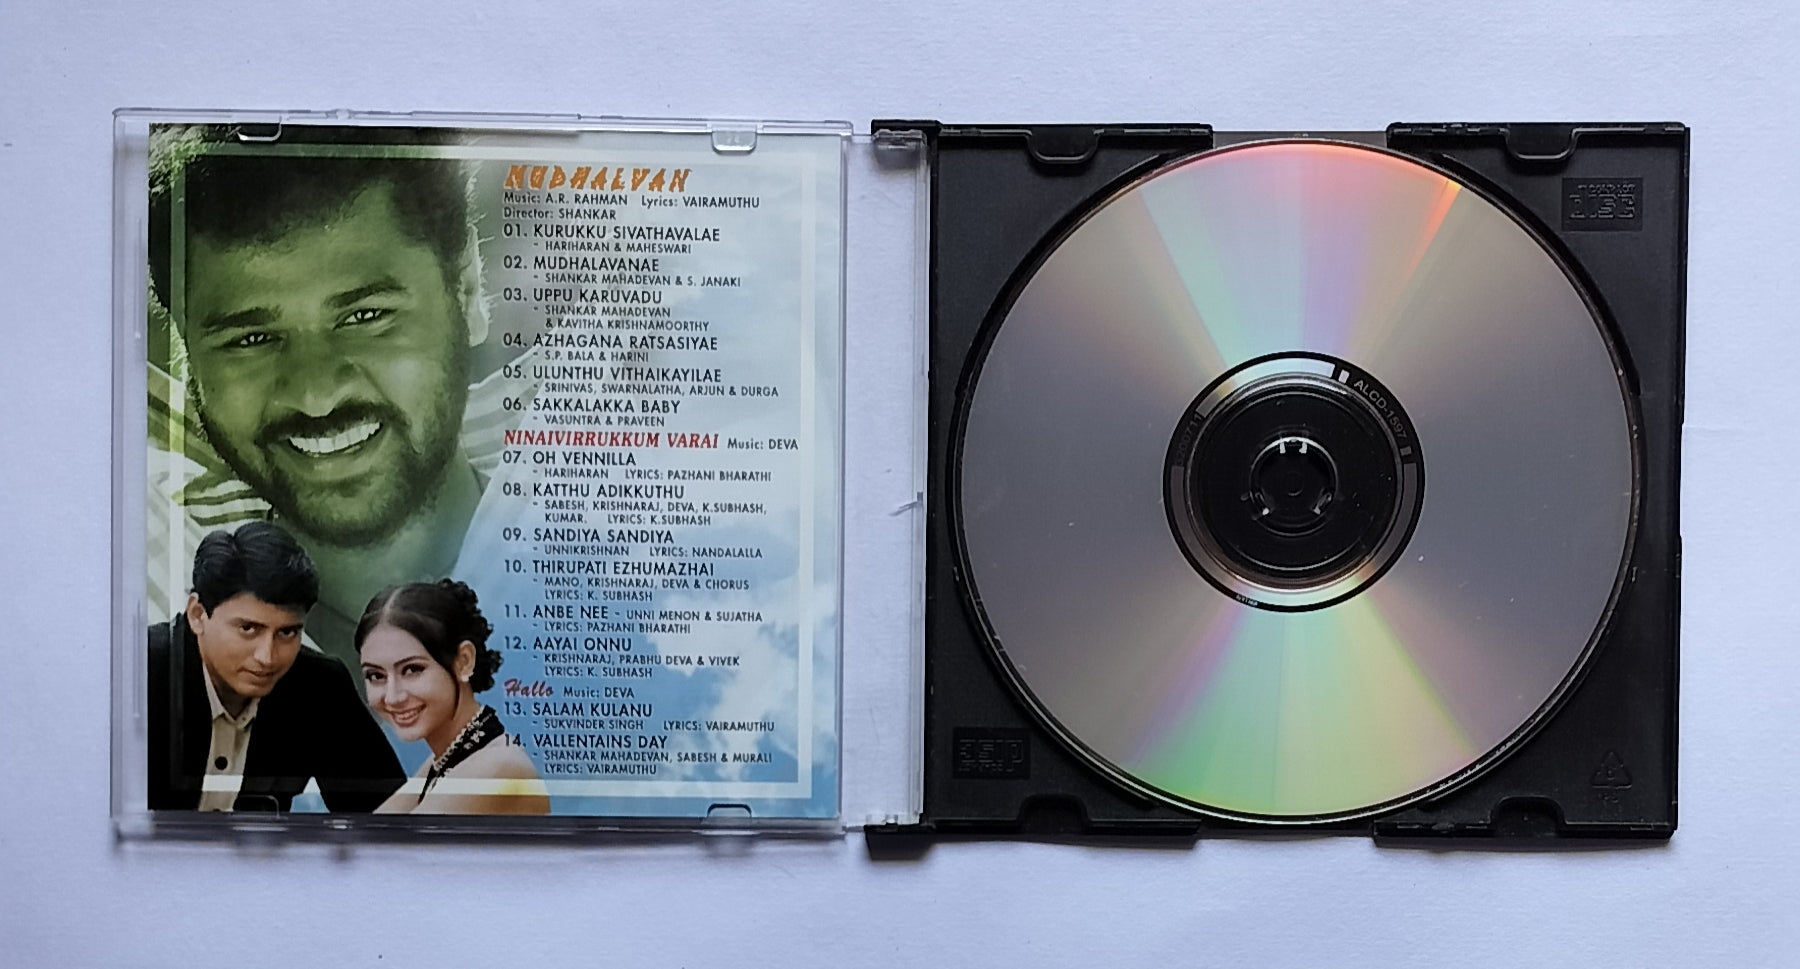 MUDHALVAN
Music: A.R. RAHMAN Lyrics: VAIRAMUTHU
Director: SHANKAR
01. KURUKKU SIVATHAVALAE
- HARIHARAN & MAHESWARI
02. MUDHALAVANAE
- SHANKAR MAHADEVAN & S. JANAKI
03. UPPU KARUVADU
- SHANKAR MAHADEVAN
& KAVITHA KRISHNAMOORTHY
04. AZHAGANA RATSASIYAE
- S.P. BALA & HARINI
05. ULUNTHU VITHAIKAYILAE
- SRINIVAS, SWARNALATHA, ARJUN & DURGA
06. SAKKALAKKA BABY
- VASUNTRA & PRAVEEN
NINAIVIRRUKKUM VARAI Music: DEVA
07. OH VENNILLA
- HARIHARAN LYRICS: PAZHANI BHARATHI
08. KATTHU ADIKKUTHU
- SABESH, KRISHNARAJ, DEVA, K.SUBHASH,
KUMAR. LYRICS: K.SUBHASH
09. SANDIYA SANDIYA
- UNNIKRISHNAN LYRICS: NANDALALLA
10. THIRUPATI EZHUMAZHAI
- MANO, KRISHNARAJ, DEVA & CHORUS
LYRICS: K. SUBHASH
11. ANBE NEE - UNNI MENON & SUJATHA
- LYRICS: PAZHANI BHARATHI
12. AAYAI ONNU
- KRISHNARAJ, PRABHU DEVA & VIVEK
LYRICS: K. SUBHASH
Hallo Music: DEVA
13. SALAM KULANU
- SUKVINDER SINGH LYRICS: VAIRAMUTHU
14. VALLENTAINS DAY
- SHANKAR MAHADEVAN, SABESH & MURALI
LYRICS: VAIRAMUTHU
ALCD-1597
COMPACT
disc